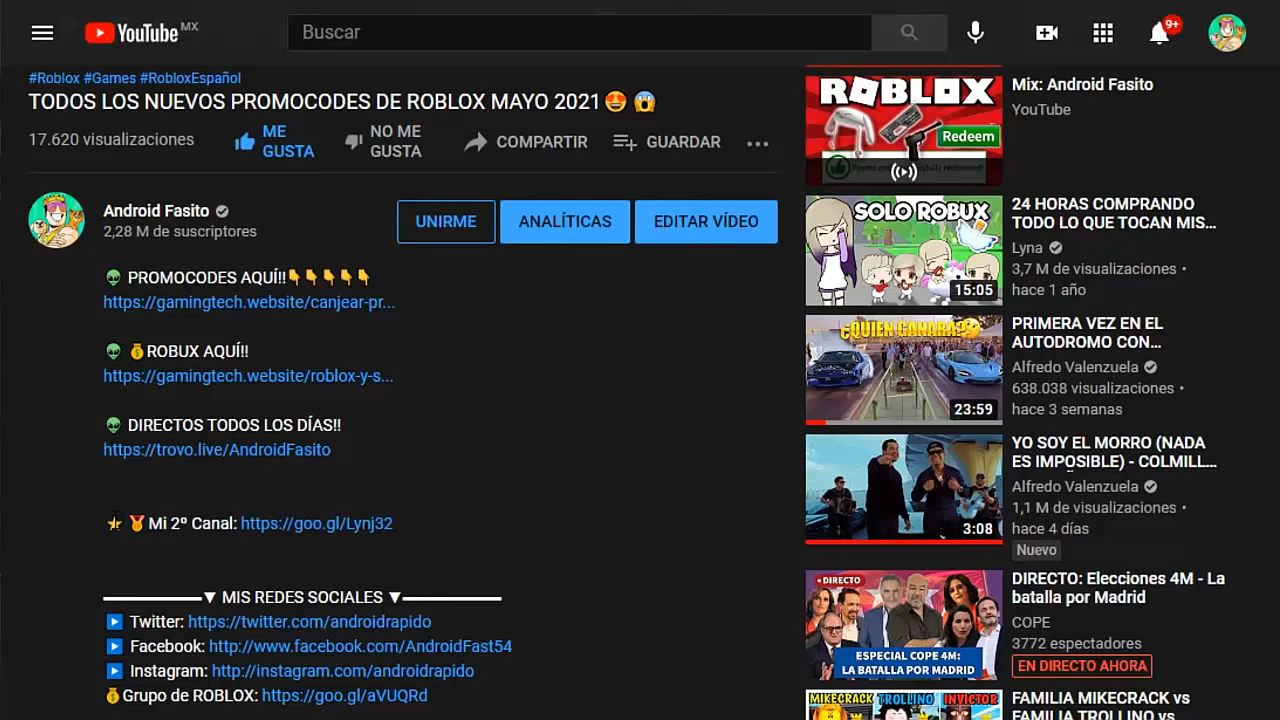 YouTube MX
Buscar
9+
#Roblox #Games #RobloxEspañol
TODOS LOS NUEVOS PROMOCODES DE ROBLOX MAYO 2021 🤩 😱
17.620 visualizaciones
ME GUSTA
NO ME GUSTA
COMPARTIR
GUARDAR
Android Fasito
2,28 M de suscriptores
UNIRME
ANALÍTICAS
EDITAR VÍDEO
👽 PROMOCODES AQUÍ!!👇👇👇👇👇
https://gamingtech.website/canjear-pr...
👽 💰ROBUX AQUÍ!!
https://gamingtech.website/roblox-y-s...
👽 DIRECTOS TODOS LOS DÍAS!!
https://trovo.live/AndroidFasito
⭐🏅Mi 2º Canal: https://goo.gl/Lynj32
▼ MIS REDES SOCIALES ▼
▶ Twitter: https://twitter.com/androidrapido
▶ Facebook: http://www.facebook.com/AndroidFast54
▶ Instagram: http://instagram.com/androidrapido
💰Grupo de ROBLOX: https://goo.gl/aVUQRd
ROBLOX
Redeem
Mix: Android Fasito
YouTube
SOLO ROBUX
15:05
24 HORAS COMPRANDO
TODO LO QUE TOCAN MIS...
Lyna
3,7 M de visualizaciones •
hace 1 año
¿QUIEN GANARA?
23:59
PRIMERA VEZ EN EL
AUTODROMO CON...
Alfredo Valenzuela
638.038 visualizaciones •
hace 3 semanas
3:08
YO SOY EL MORRO (NADA
ES IMPOSIBLE) - COLMILL...
Alfredo Valenzuela
1,1 M de visualizaciones •
hace 4 días
Nuevo
DIRECTO
ESPECIAL COPE 4M:
LA BATALLA POR MADRID
DIRECTO: Elecciones 4M - La
batalla por Madrid
COPE
3772 espectadores
EN DIRECTO AHORA
MIKECRACK TROLLINO INVICTOR
FAMILIA MIKECRACK vs
FAMILIA TROLLINO vs